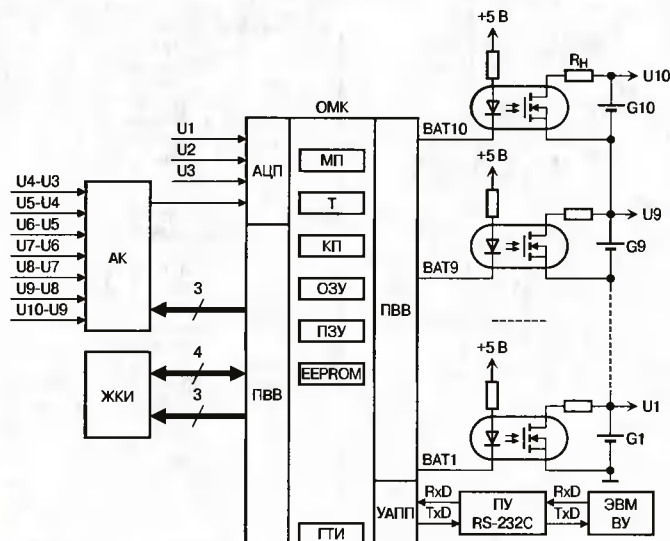 +5 В
RН
U10
G10
ОМК
BAT10
U1
U2
U3
АЦП
МП
U4-U3
U5-U4
U6-U5
U7-U6
U8-U7
U9-U8
U10-U9
АК
Т
+5 В
U9
КП
G9
ОЗУ
BAT9
3
ПВВ
ПЗУ
ЖКИ
4
3
ПВВ
EEPROM
+5 В
U1
G1
BAT1
УАПП
RxD
TxD
ПУ
RS-232C
RxD
TxD
ЭВМ
ВУ
ГТИ